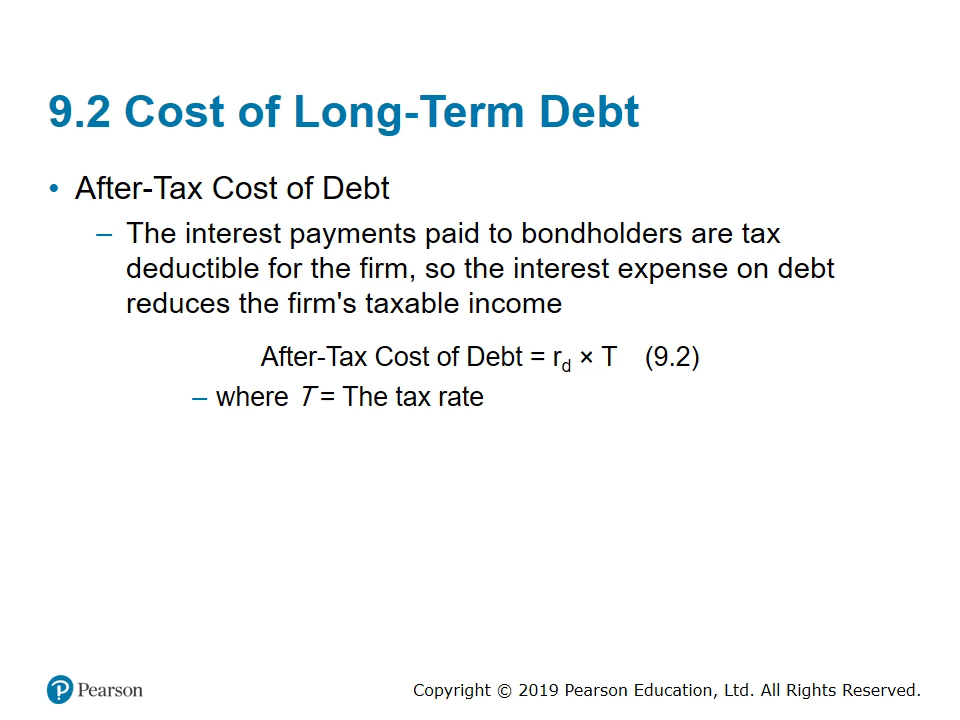 9.2 Cost of Long-Term Debt
• After-Tax Cost of Debt
– The interest payments paid to bondholders are tax
deductible for the firm, so the interest expense on debt
reduces the firm's taxable income
After-Tax Cost of Debt = r_d × T (9.2)
– where T = The tax rate
Pearson
Copyright © 2019 Pearson Education, Ltd. All Rights Reserved.